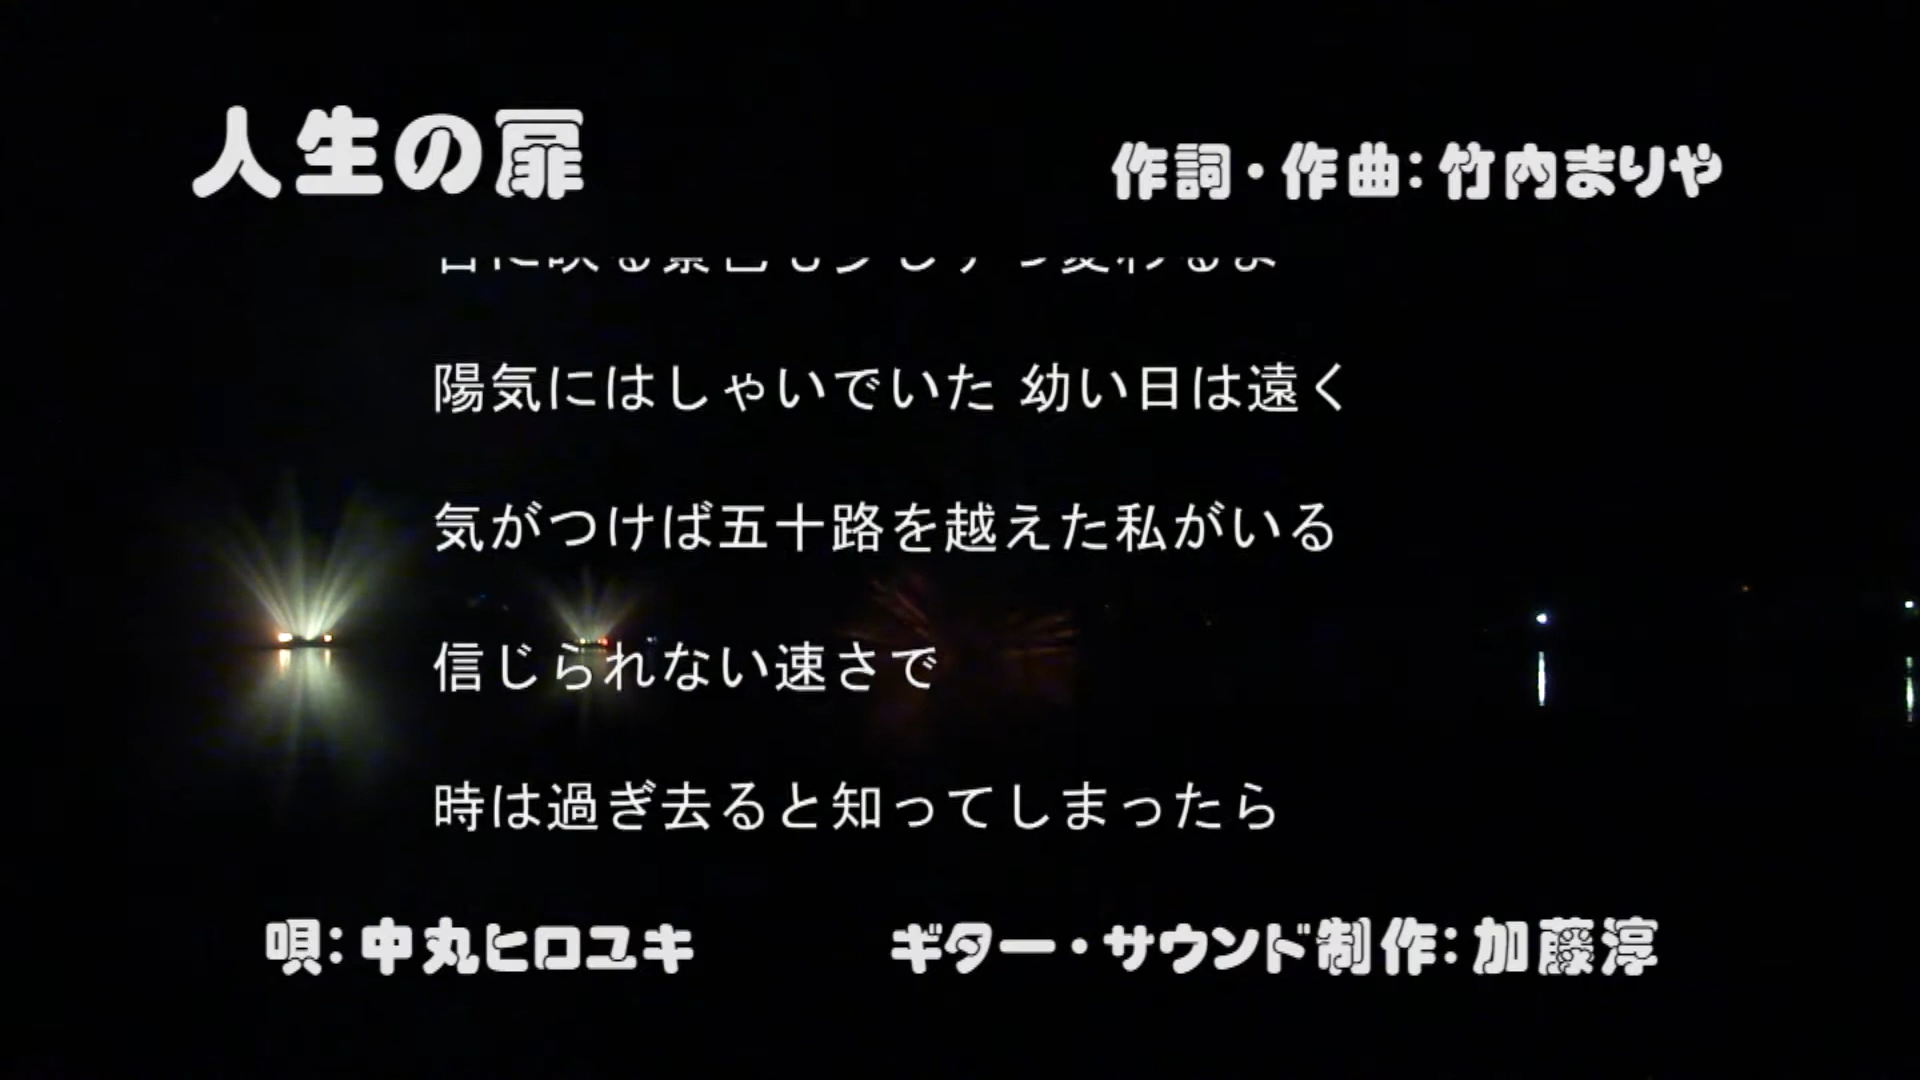 人生の扉
作詞・作曲：竹内まりや
陽気にはしゃいでいた 幼い日は遠く
気がつけば五十路を越えた私がいる
信じられない速さで
時は過ぎ去ると知ってしまったら
唄：中丸ヒロユキ
ギター・サウンド制作：加藤淳